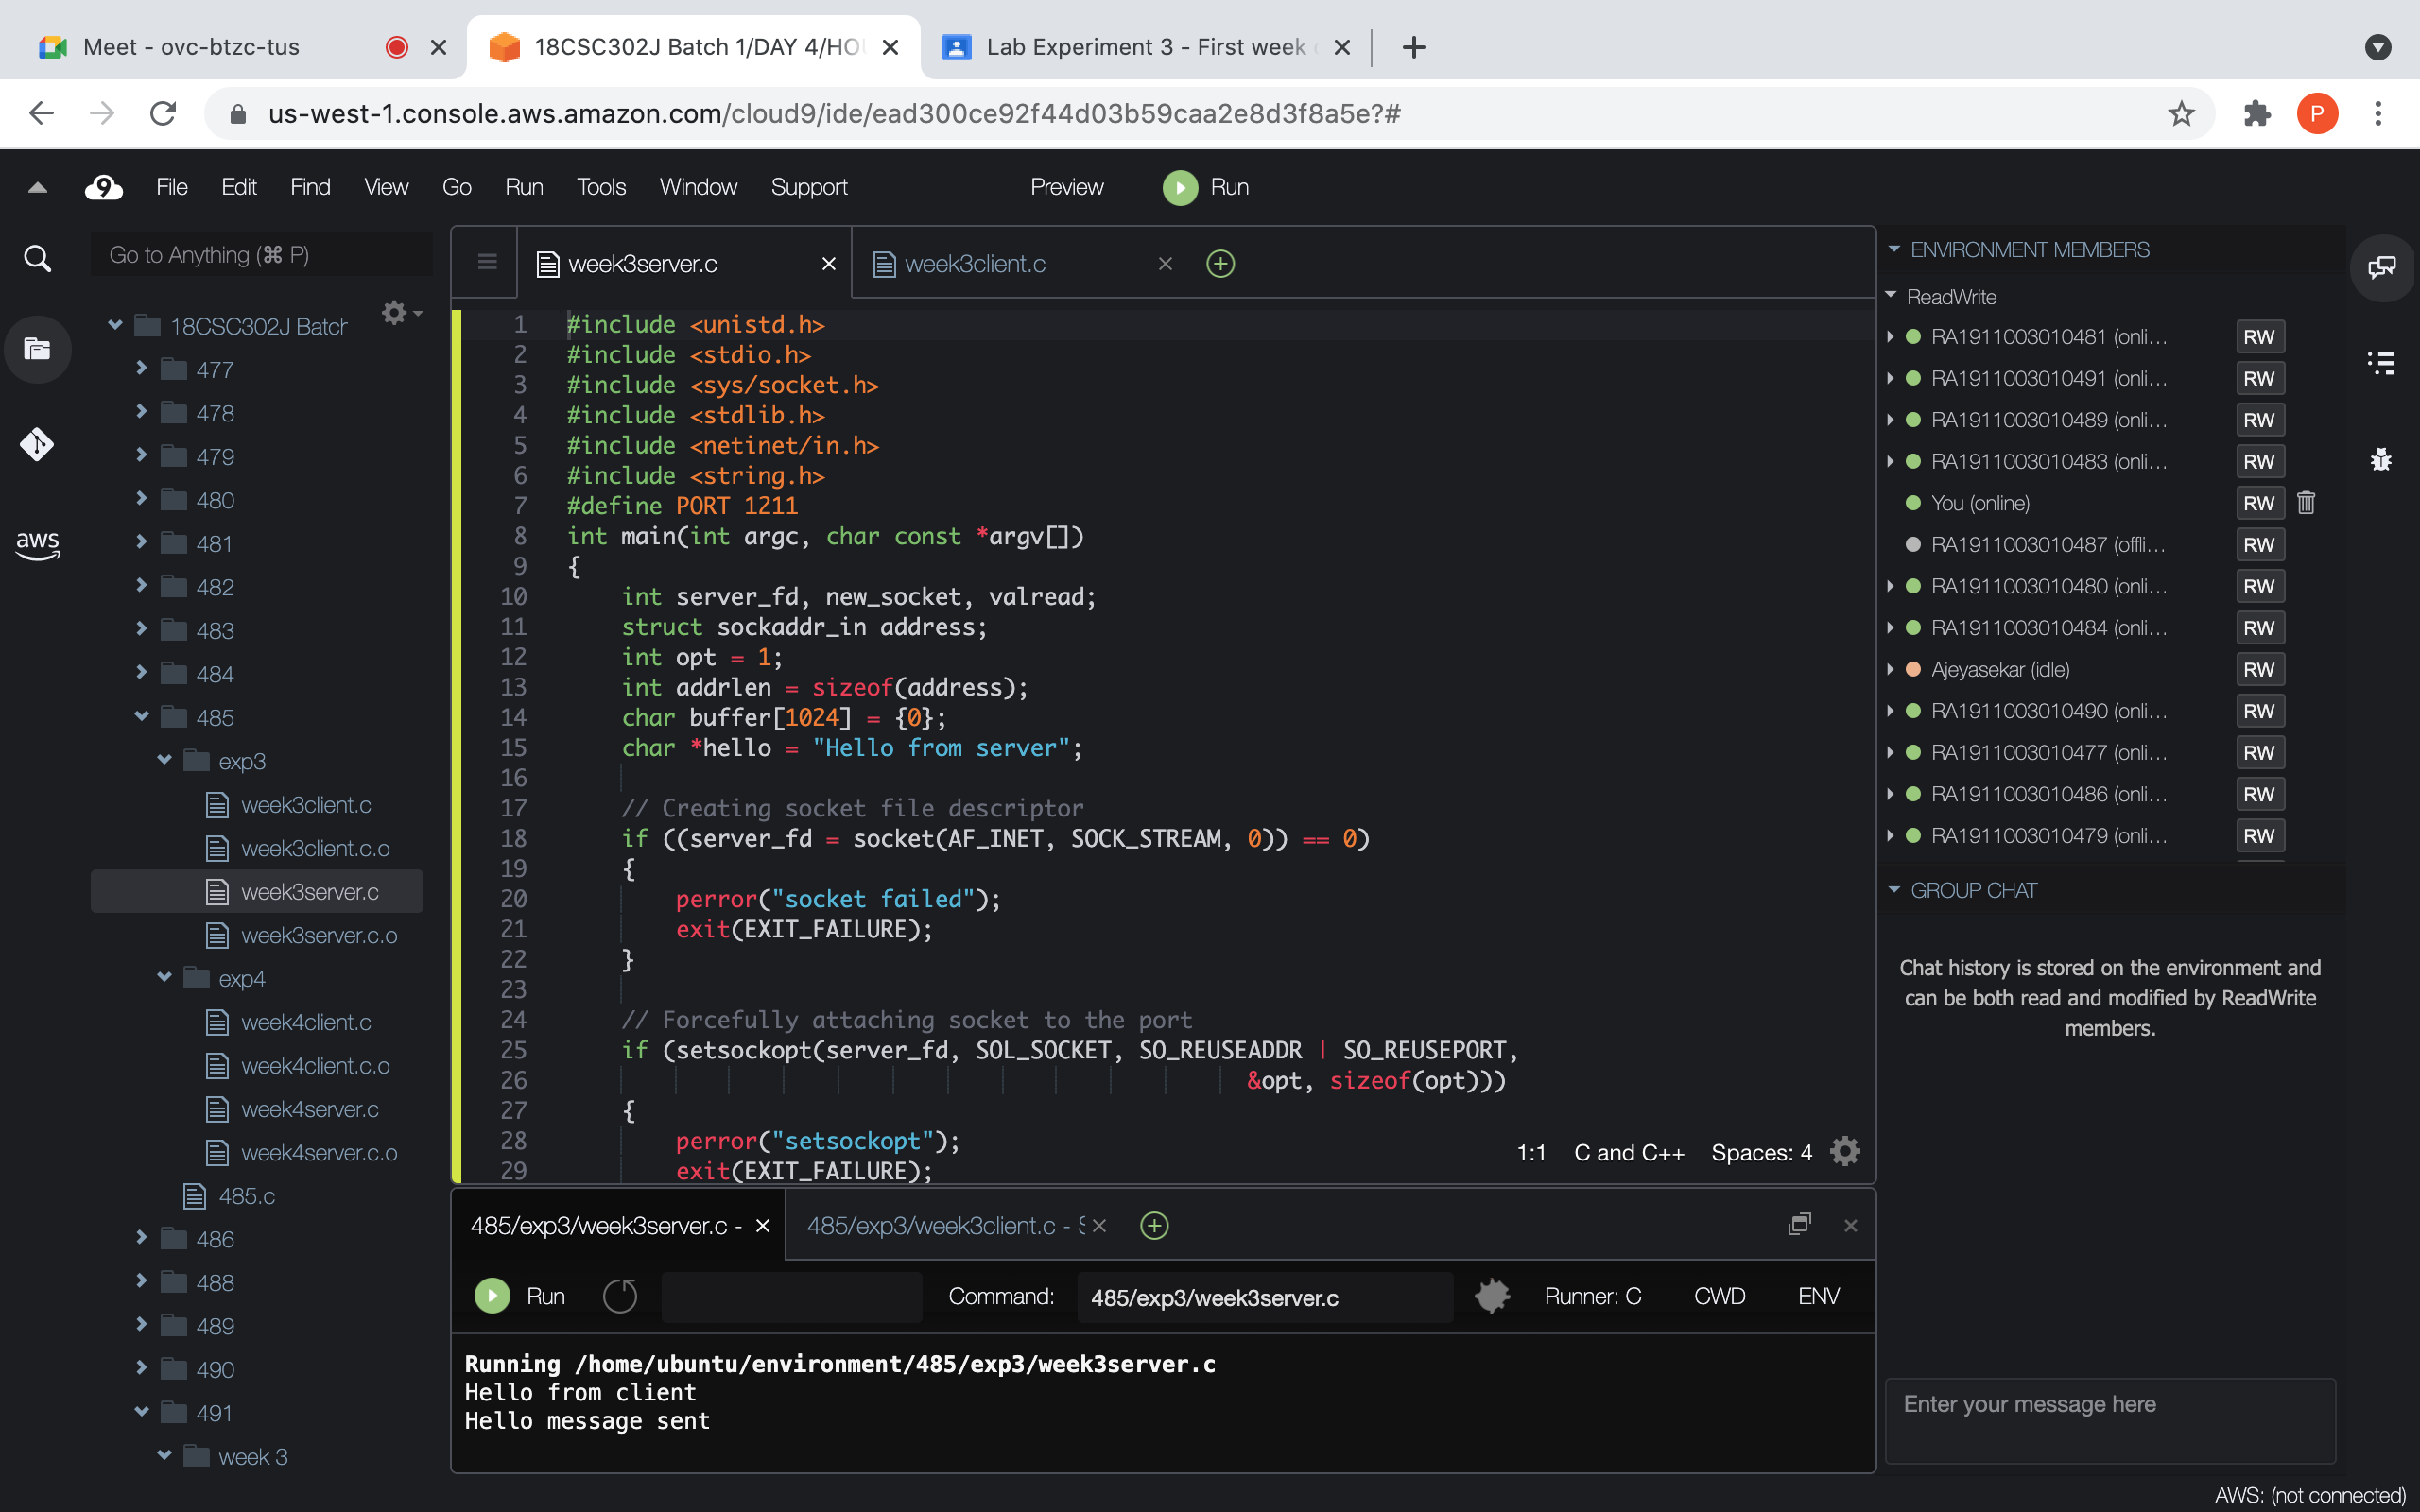 Meet - ovc-btzc-tus
18CSC302J Batch 1/DAY 4/HO
Lab Experiment 3 - First week
us-west-1.console.aws.amazon.com/cloud9/ide/ead300ce92f44d03b59caa2e8d3f8a5e?#
P
9 File Edit Find View Go Run Tools Window Support Preview Run
Go to Anything (⌘ P)
aws
18CSC302J Batch
477
478
479
480
481
482
483
484
485
exp3
week3client.c
week3client.c.o
week3server.c
week3server.c.o
exp4
week4client.c
week4client.c.o
week4server.c
week4server.c.o
485.c
486
488
489
490
491
week 3
week3server.c
week3client.c
1 #include <unistd.h>
2 #include <stdio.h>
3 #include <sys/socket.h>
4 #include <stdlib.h>
5 #include <netinet/in.h>
6 #include <string.h>
7 #define PORT 1211
8 int main(int argc, char const *argv[])
9 {
10 int server_fd, new_socket, valread;
11 struct sockaddr_in address;
12 int opt = 1;
13 int addrlen = sizeof(address);
14 char buffer[1024] = {0};
15 char *hello = "Hello from server";
16
17 // Creating socket file descriptor
18 if ((server_fd = socket(AF_INET, SOCK_STREAM, 0)) == 0)
19 {
20 perror("socket failed");
21 exit(EXIT_FAILURE);
22 }
23
24 // Forcefully attaching socket to the port
25 if (setsockopt(server_fd, SOL_SOCKET, SO_REUSEADDR | SO_REUSEPORT,
26 &opt, sizeof(opt)))
27 {
28 perror("setsockopt");
29 exit(EXIT_FAILURE);
1:1 C and C++ Spaces: 4
485/exp3/week3server.c -
485/exp3/week3client.c - S
Run Command: 485/exp3/week3server.c Runner: C CWD ENV
Running /home/ubuntu/environment/485/exp3/week3server.c
Hello from client
Hello message sent
ENVIRONMENT MEMBERS
ReadWrite
RA1911003010481 (onli... RW
RA1911003010491 (onli... RW
RA1911003010489 (onli... RW
RA1911003010483 (onli... RW
You (online) RW
RA1911003010487 (offli... RW
RA1911003010480 (onli... RW
RA1911003010484 (onli... RW
Ajeyasekar (idle) RW
RA1911003010490 (onli... RW
RA1911003010477 (onli... RW
RA1911003010486 (onli... RW
RA1911003010479 (onli... RW
GROUP CHAT
Chat history is stored on the environment and
can be both read and modified by ReadWrite
members.
Enter your message here
AWS: (not connected)